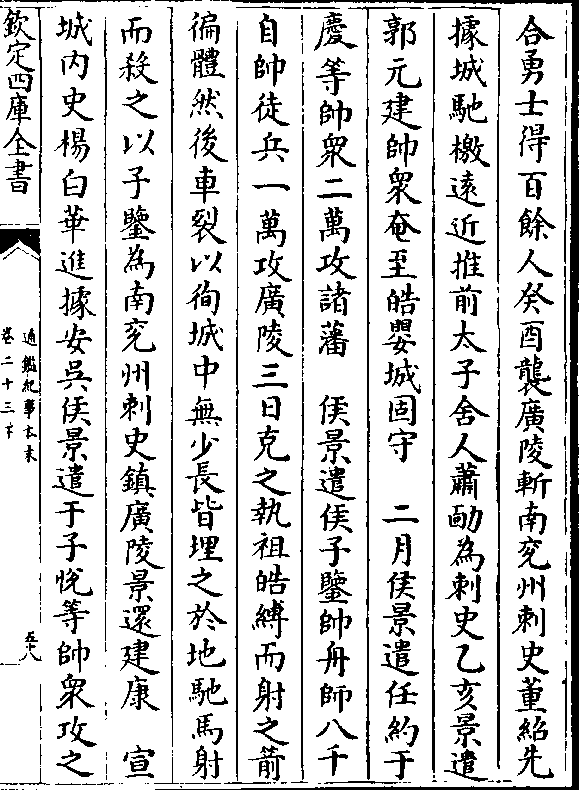 合勇士得百餘人癸酉襲廣陵斬南兖州刺史董紹先
據城馳檄遠近推前太子舍人蕭勔為刺史乙亥景遣
郭元建帥衆奄至皓嬰城固守 二月侯景遣任約于
慶等帥衆二萬攻諸藩 侯景遣侯子鑒帥舟師八千
自帥徒兵一萬攻廣陵三日克之執祖皓縛而射之箭
徧體然後車裂以徇城中無少長皆埋之於地馳馬射
而殺之以子鑒為南兖州刺史鎮廣陵景還建康 宣
城内史楊白華進據安吳侯景遣于子悅等帥衆攻之
欽定四庫全書
通鑑紀事本末
卷二十三下
五十八